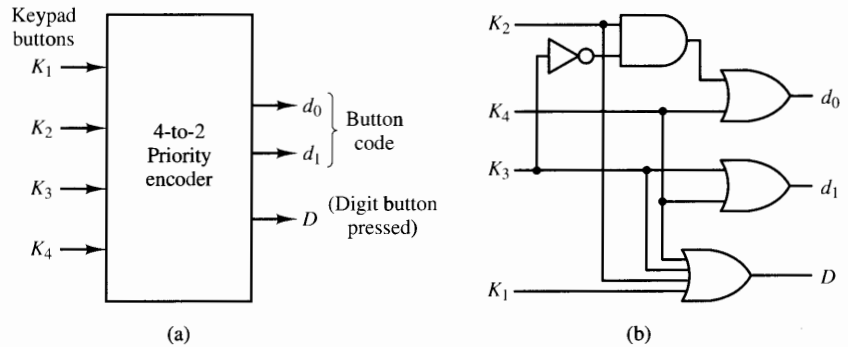 Keypad
buttons
K1
K2
K3
K4
4-to-2
Priority
encoder
d0
d1
Button
code
D
(Digit button
pressed)
(a)
K2
K4
K3
K1
d0
d1
D
(b)